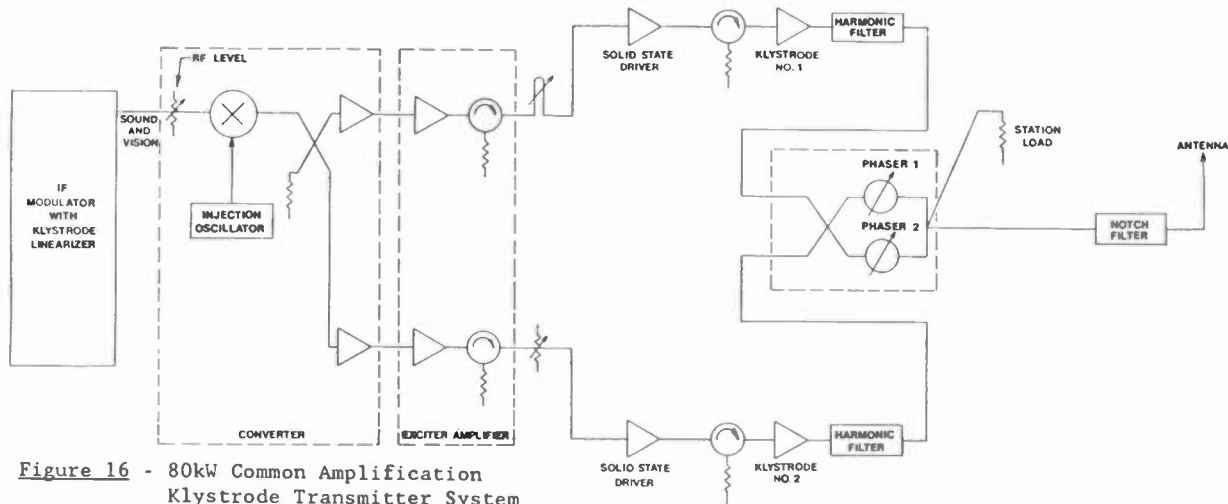 RF LEVEL
SOUND
AND
VISION
IF
MODULATOR
WITH
KLYSTRODE
LINEARIZER
INJECTION
OSCILLATOR
CONVERTER
EXCITER AMPLIFIER
SOLID STATE
DRIVER
KLYSTRODE
NO. 1
HARMONIC
FILTER
PHASER 1
PHASER 2
STATION
LOAD
ANTENNA
NOTCH
FILTER
SOLID STATE
DRIVER
KLYSTRODE
NO. 2
HARMONIC
FILTER
Figure 16 - 80kW Common Amplification
Klystrode Transmitter System